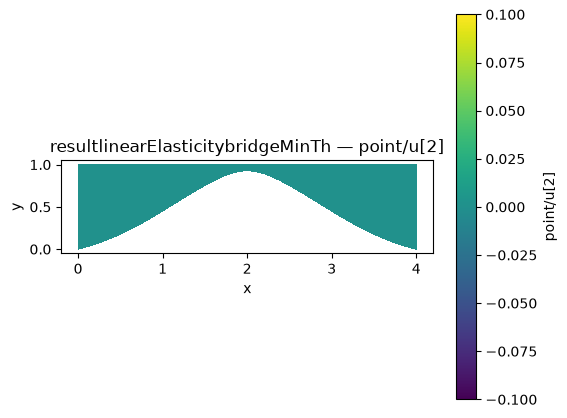 resultlinearElasticitybridgeMinTh — point/u[2]
1.0
0.5
0.0
y
0 1 2 3 4
x
0.100
0.075
0.050
0.025
0.000
−0.025
−0.050
−0.075
−0.100
point/u[2]